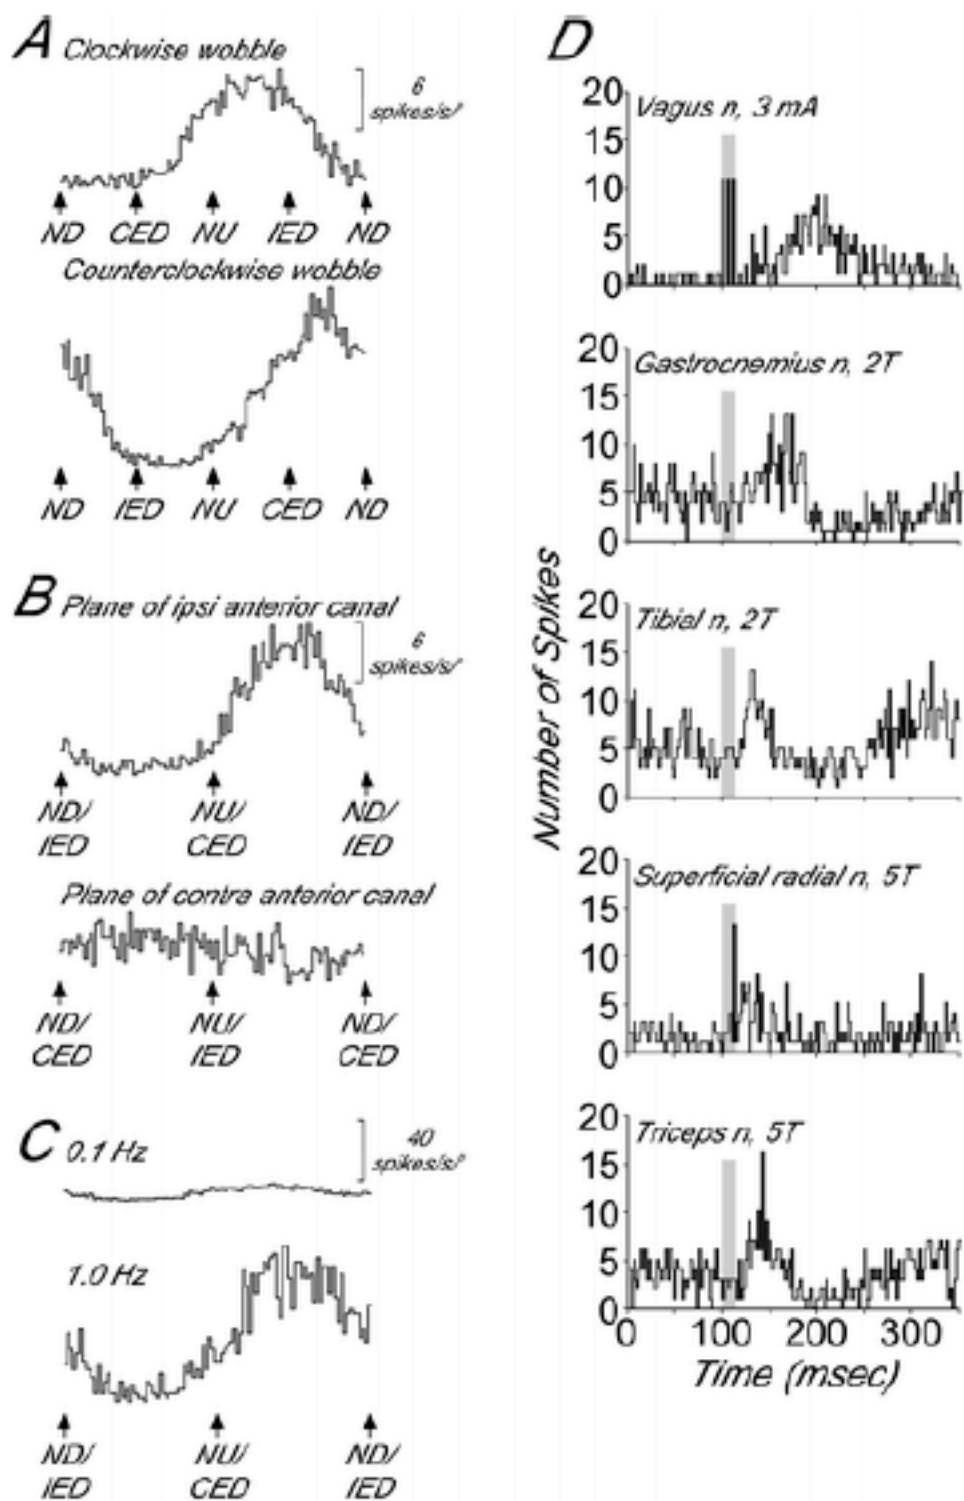 A Clockwise wobble
6
spikes/s/°
ND CED NU IED ND
Counterclockwise wobble
ND IED NU CED ND
B Plane of ipsi anterior canal
6
spikes/s/°
ND/ NU/ ND/
IED CED IED
Plane of contra anterior canal
ND/ NU/ ND/
CED IED CED
C 0.1 Hz
40
spikes/s/°
1.0 Hz
ND/ NU/ ND/
IED CED IED
D
Number of Spikes
20
Vagus n, 3 mA
15
10
5
0
20
Gastrocnemius n, 2T
15
10
5
0
20
Tibial n, 2T
15
10
5
0
20
Superficial radial n, 5T
15
10
5
0
20
Triceps n, 5T
15
10
5
0
0 100 200 300
Time (msec)